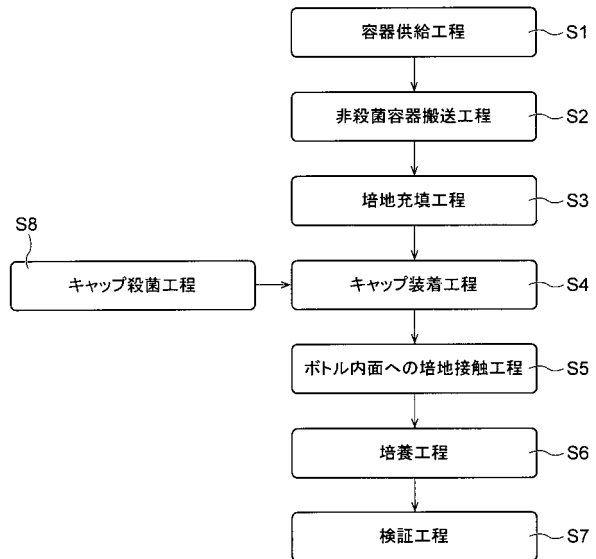 容器供給工程 S1
非殺菌容器搬送工程 S2
培地充填工程 S3
S8
キャップ殺菌工程 キャップ装着工程 S4
ボトル内面への培地接触工程 S5
培養工程 S6
検証工程 S7